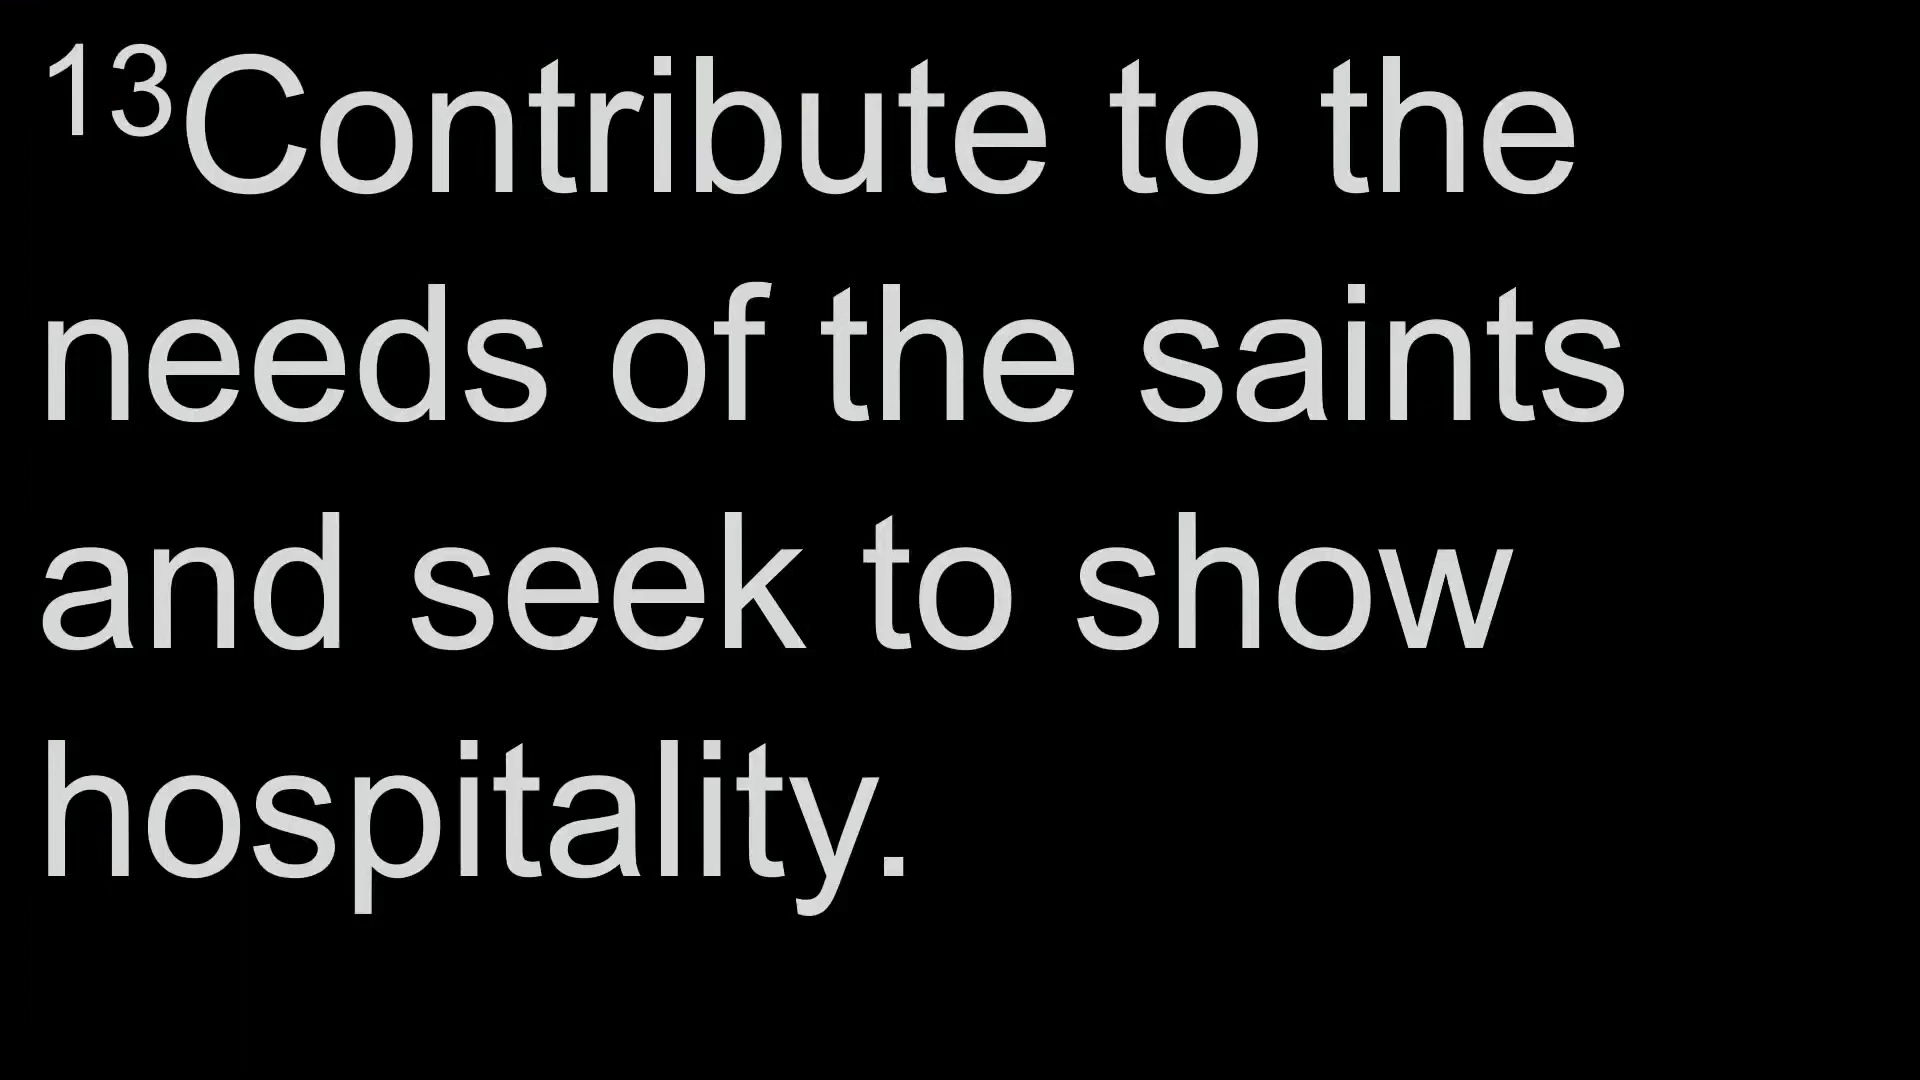 ¹³Contribute to the
needs of the saints
and seek to show
hospitality.